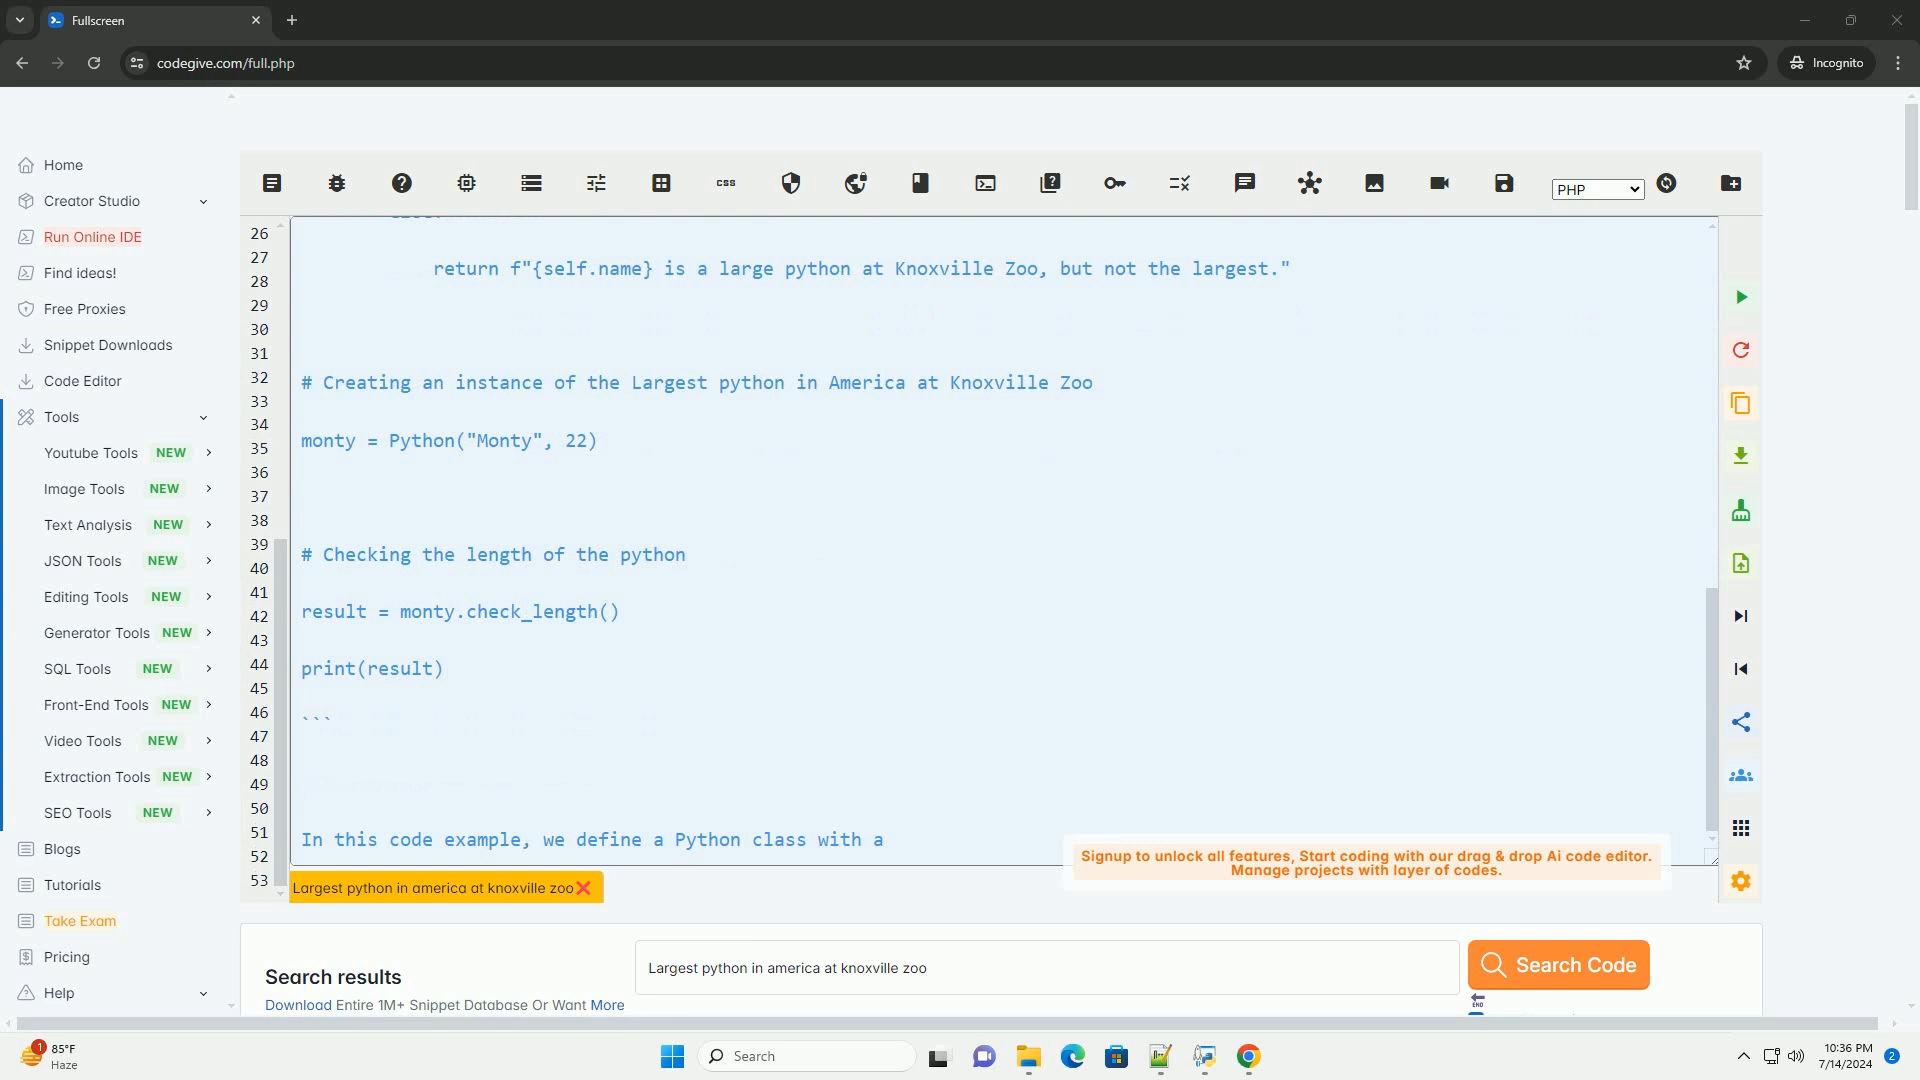 Fullscreen
codegive.com/full.php
Incognito
Home
Creator Studio
Run Online IDE
Find ideas!
Free Proxies
Snippet Downloads
Code Editor
Tools
Youtube Tools NEW
Image Tools NEW
Text Analysis NEW
JSON Tools NEW
Editing Tools NEW
Generator Tools NEW
SQL Tools NEW
Front-End Tools NEW
Video Tools NEW
Extraction Tools NEW
SEO Tools NEW
Blogs
Tutorials
Take Exam
Pricing
Help
css
PHP
26
27
28
29
30
31
32
33
34
35
36
37
38
39
40
41
42
43
44
45
46
47
48
49
50
51
52
53
return f"{self.name} is a large python at Knoxville Zoo, but not the largest."
# Creating an instance of the Largest python in America at Knoxville Zoo
monty = Python("Monty", 22)
# Checking the length of the python
result = monty.check_length()
print(result)
```
In this code example, we define a Python class with a
Signup to unlock all features, Start coding with our drag & drop Ai code editor.
Manage projects with layer of codes.
Largest python in america at knoxville zoo
Search results
Download Entire 1M+ Snippet Database Or Want More
Largest python in america at knoxville zoo
Search Code
END
1
85°F
Haze
Search
10:36 PM
7/14/2024
2